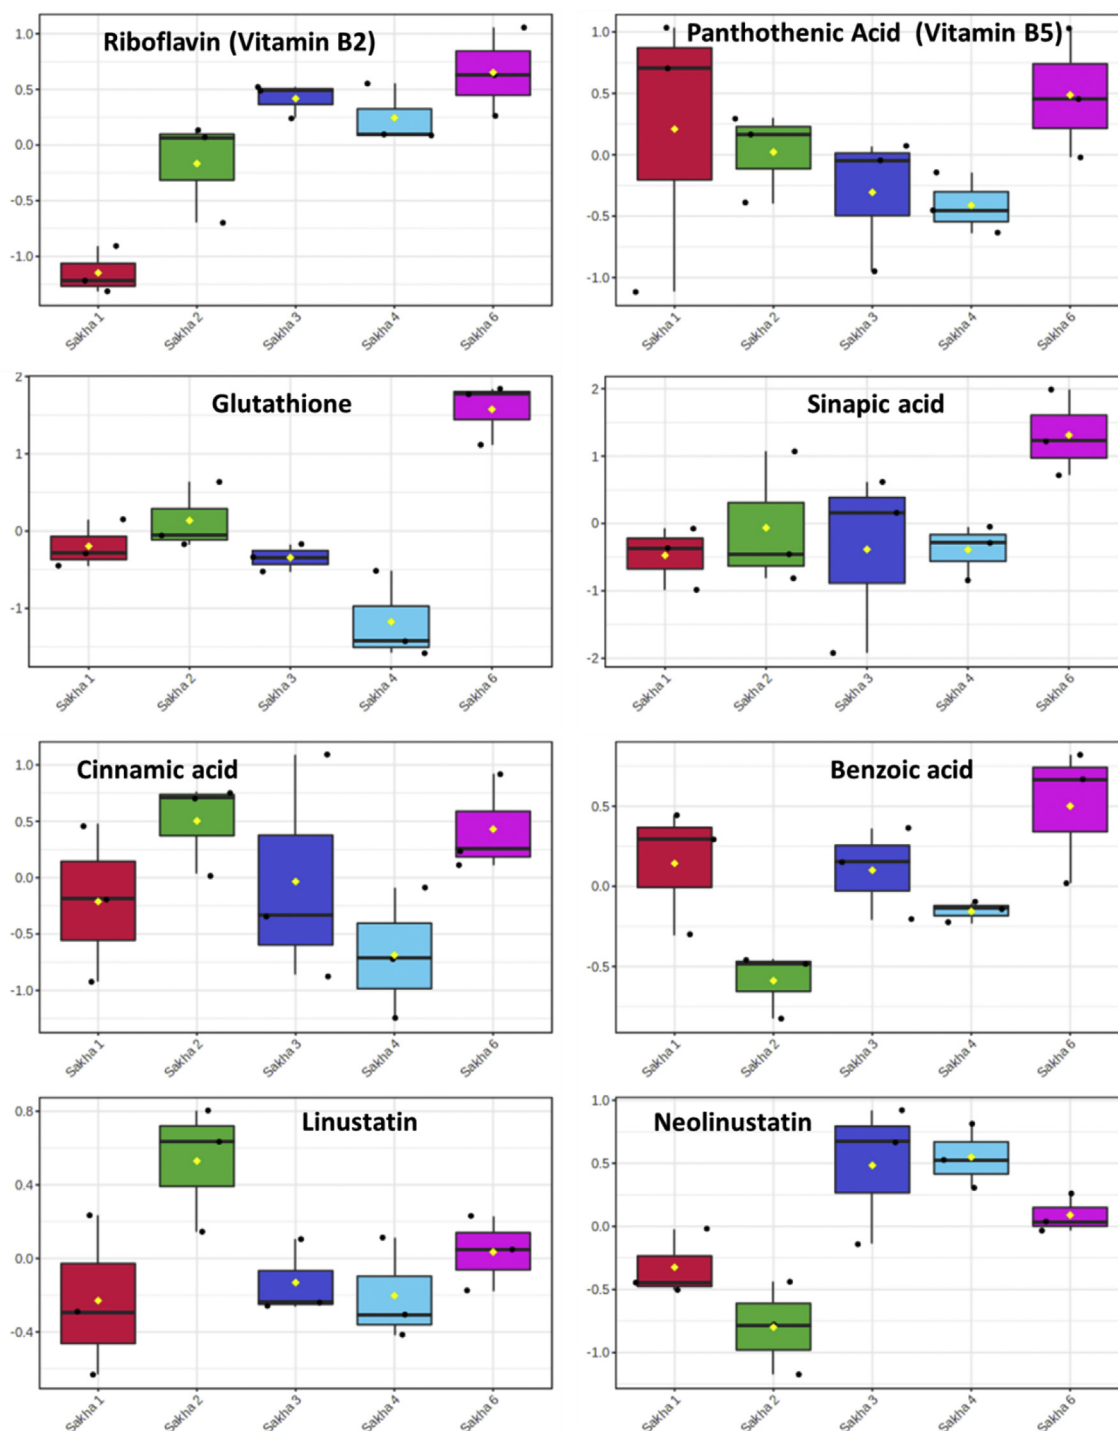 Riboflavin (Vitamin B2)
1.0
0.5
0.0
-0.5
-1.0
Sakha 1
Sakha 2
Sakha 3
Sakha 4
Sakha 6
Panthothenic Acid (Vitamin B5)
1.0
0.5
0.0
-0.5
-1.0
Sakha 1
Sakha 2
Sakha 3
Sakha 4
Sakha 6
Glutathione
2
1
0
-1
Sakha 1
Sakha 2
Sakha 3
Sakha 4
Sakha 6
Sinapic acid
2
1
0
-1
-2
Sakha 1
Sakha 2
Sakha 3
Sakha 4
Sakha 6
Cinnamic acid
1.0
0.5
0.0
-0.5
-1.0
Sakha 1
Sakha 2
Sakha 3
Sakha 4
Sakha 6
Benzoic acid
0.5
0.0
-0.5
Sakha 1
Sakha 2
Sakha 3
Sakha 4
Sakha 6
Linustatin
0.8
0.4
0.0
-0.4
Sakha 1
Sakha 2
Sakha 3
Sakha 4
Sakha 6
Neolinustatin
1.0
0.5
0.0
-0.5
-1.0
Sakha 1
Sakha 2
Sakha 3
Sakha 4
Sakha 6